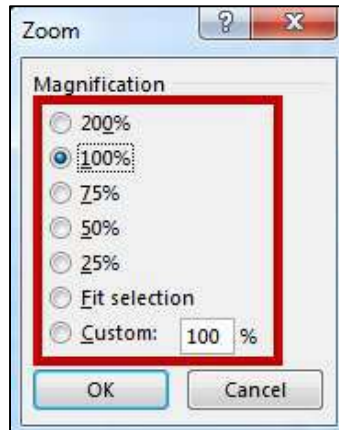 Zoom
Magnification
200%
100%
75%
50%
25%
Fit selection
Custom: 100 %
OK Cancel